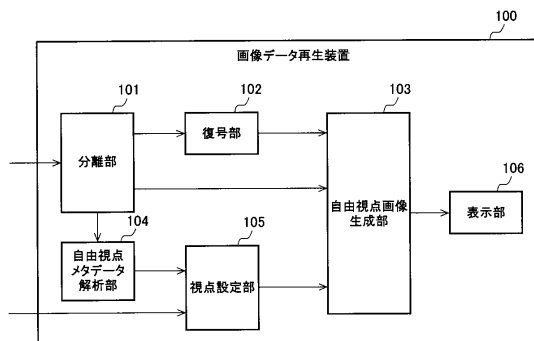 100
画像データ再生装置
101
分離部
102
復号部
103
自由視点画像
生成部
106
表示部
104
自由視点
メタデータ
解析部
105
視点設定部